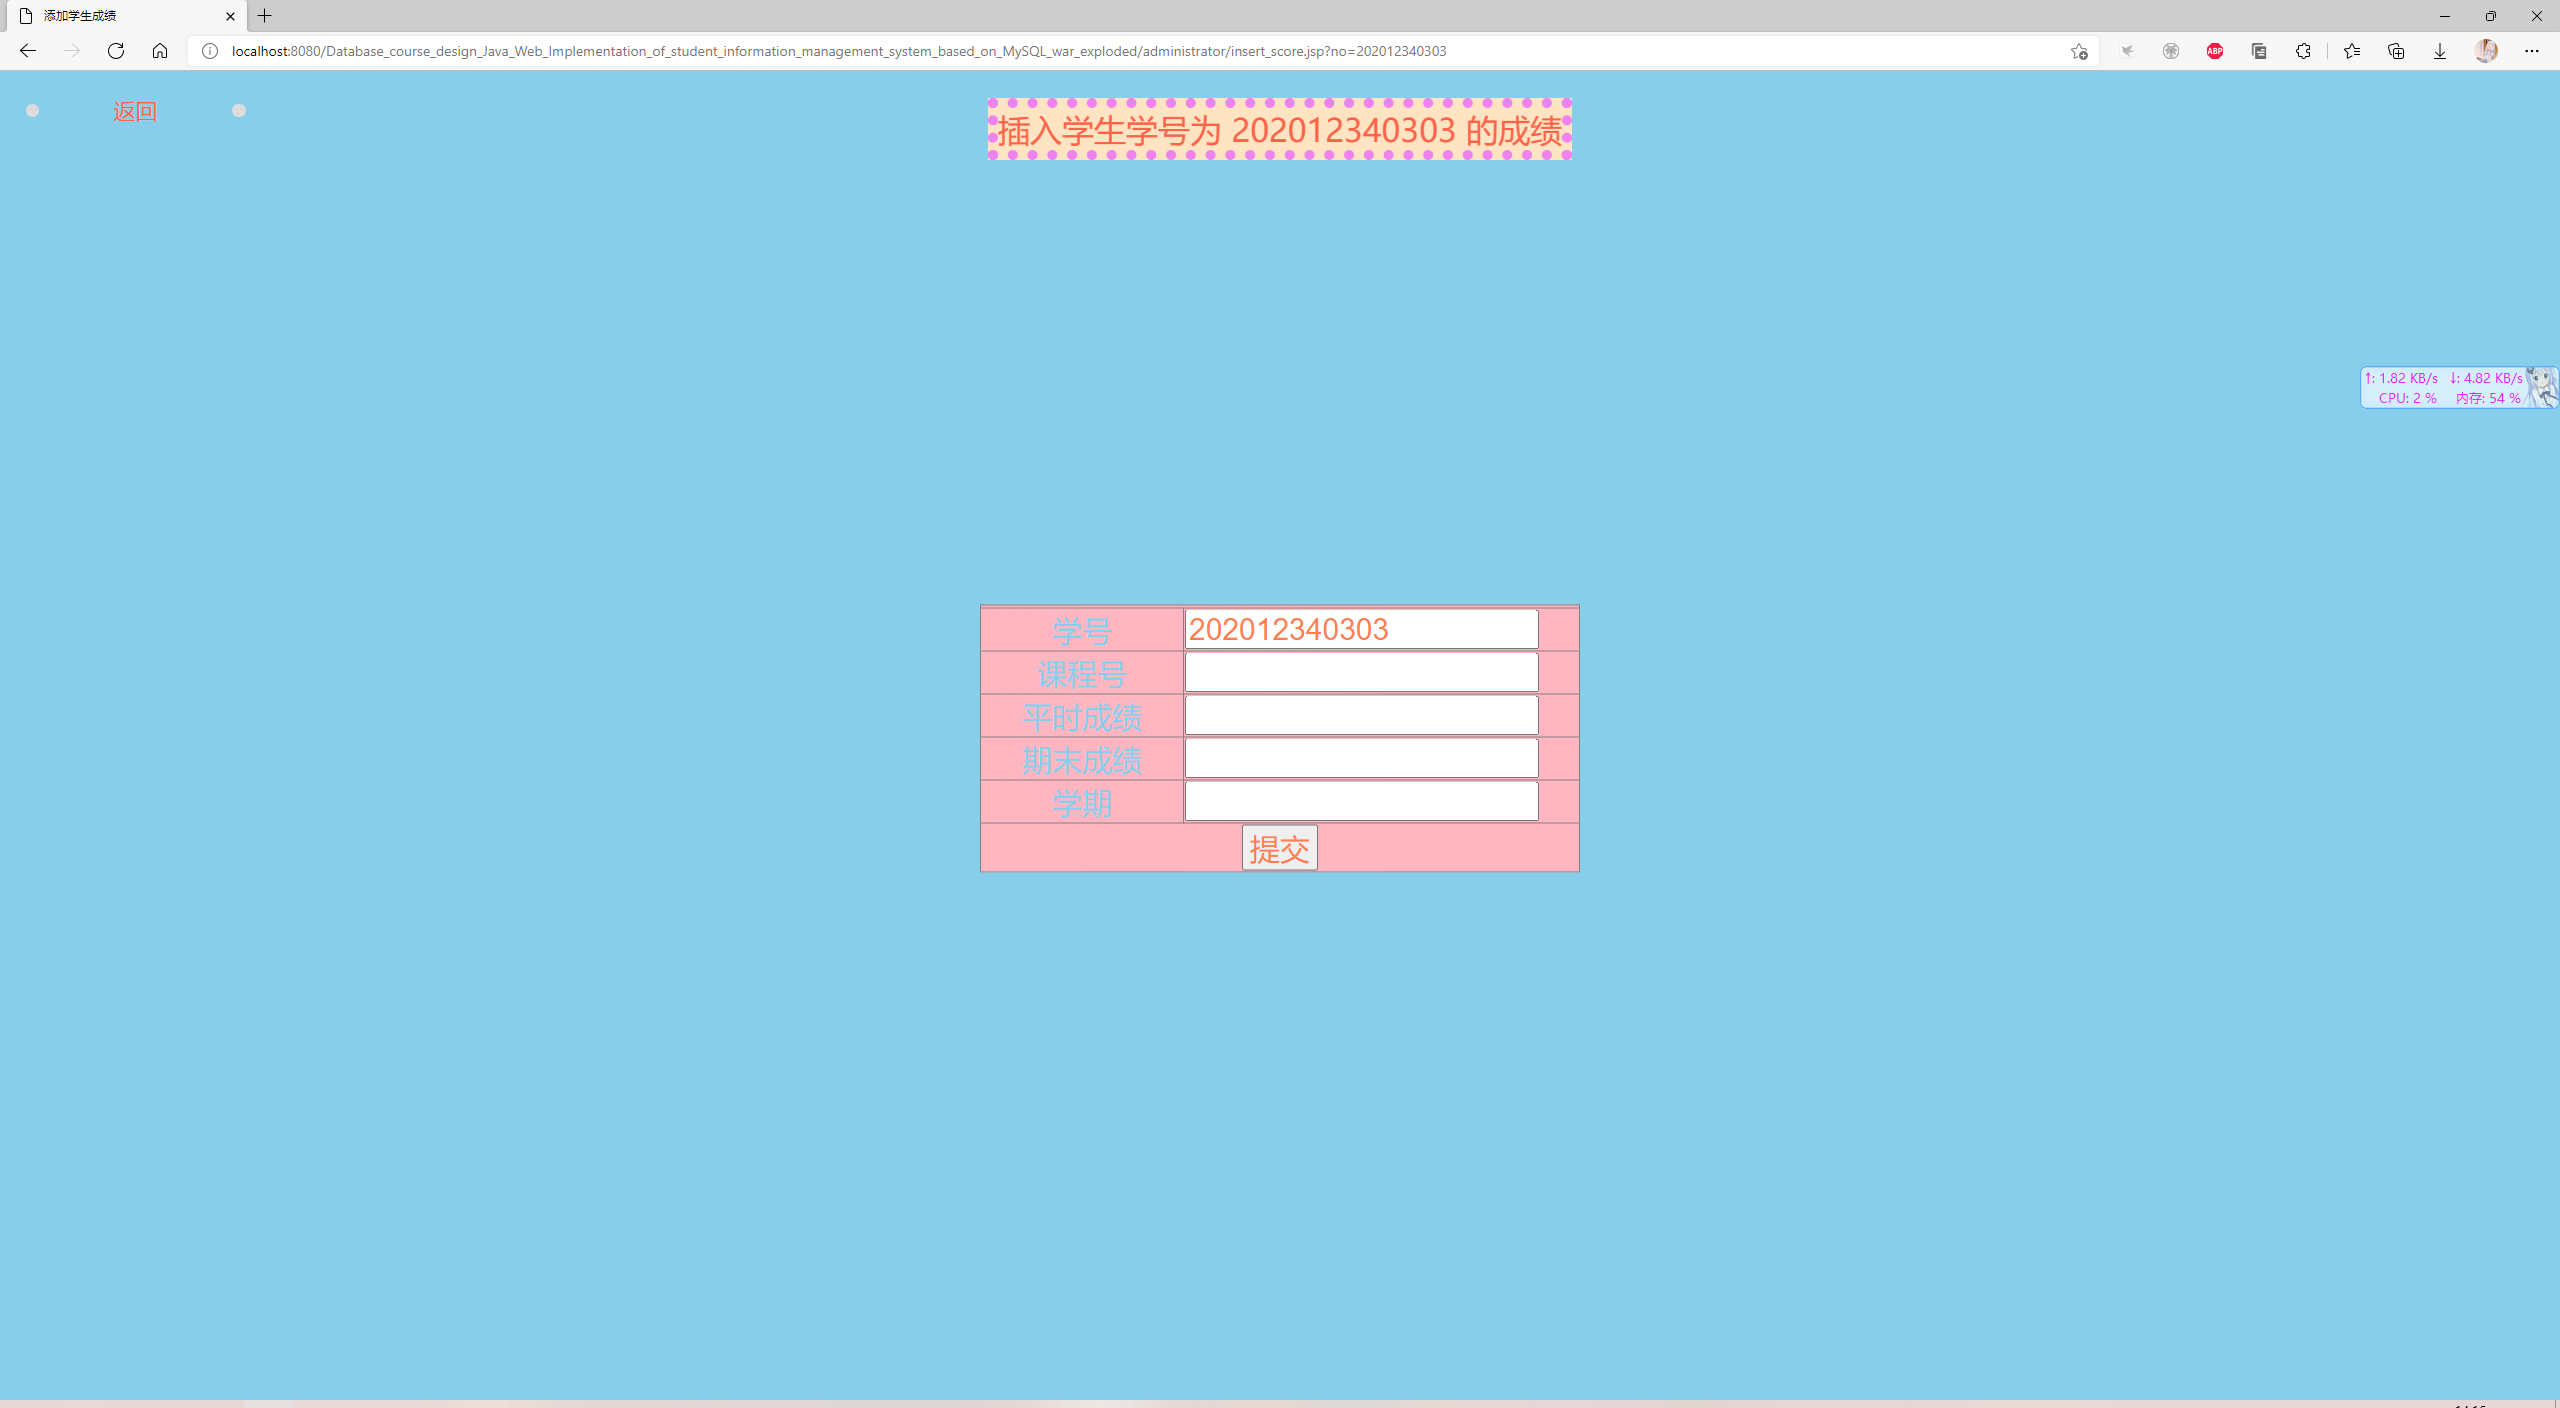 添加学生成绩
localhost:8080/Database_course_design_Java_Web_Implementation_of_student_information_management_system_based_on_MySQL_war_exploded/administrator/insert_score.jsp?no=202012340303
ABP
返回
插入学生学号为 202012340303 的成绩
↑: 1.82 KB/s ↓: 4.82 KB/s
CPU: 2 % 内存: 54 %
学号 202012340303
课程号
平时成绩
期末成绩
学期
提交